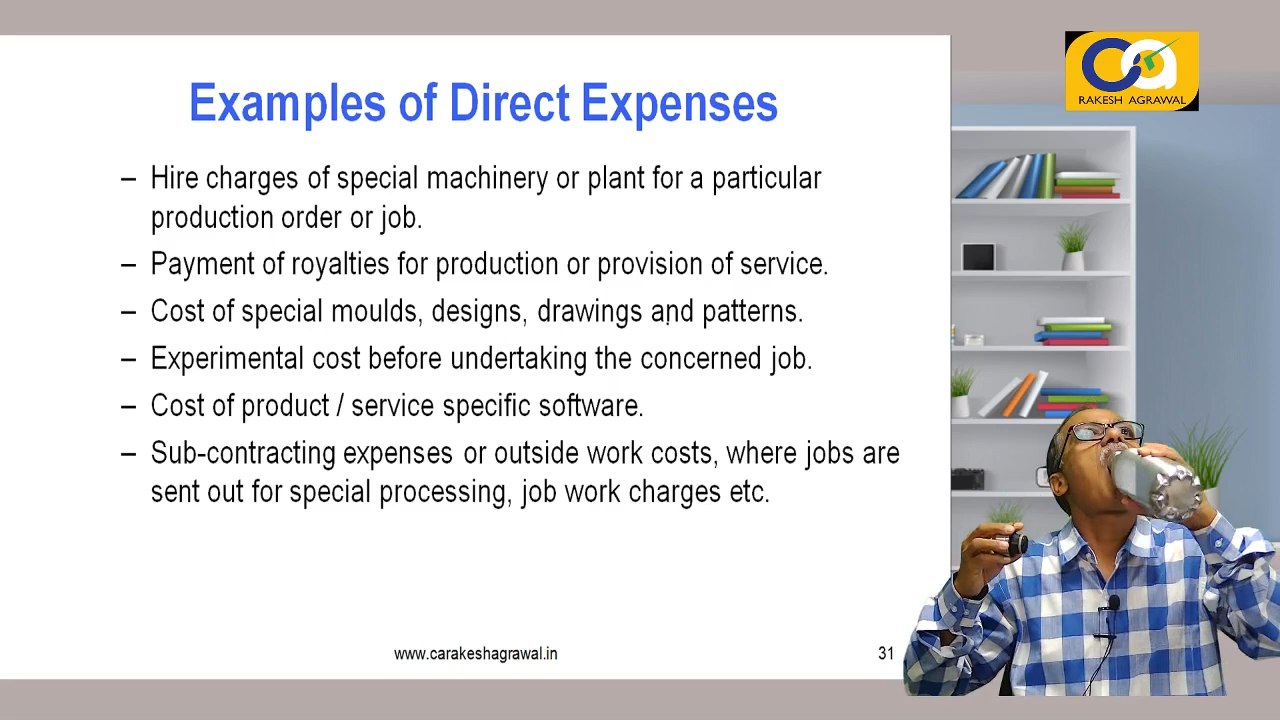 Examples of Direct Expenses
– Hire charges of special machinery or plant for a particular
production order or job.
– Payment of royalties for production or provision of service.
– Cost of special moulds, designs, drawings and patterns.
– Experimental cost before undertaking the concerned job.
– Cost of product / service specific software.
– Sub-contracting expenses or outside work costs, where jobs are
sent out for special processing, job work charges etc.
www.carakeshagrawal.in
31
ca
RAKESH AGRAWAL